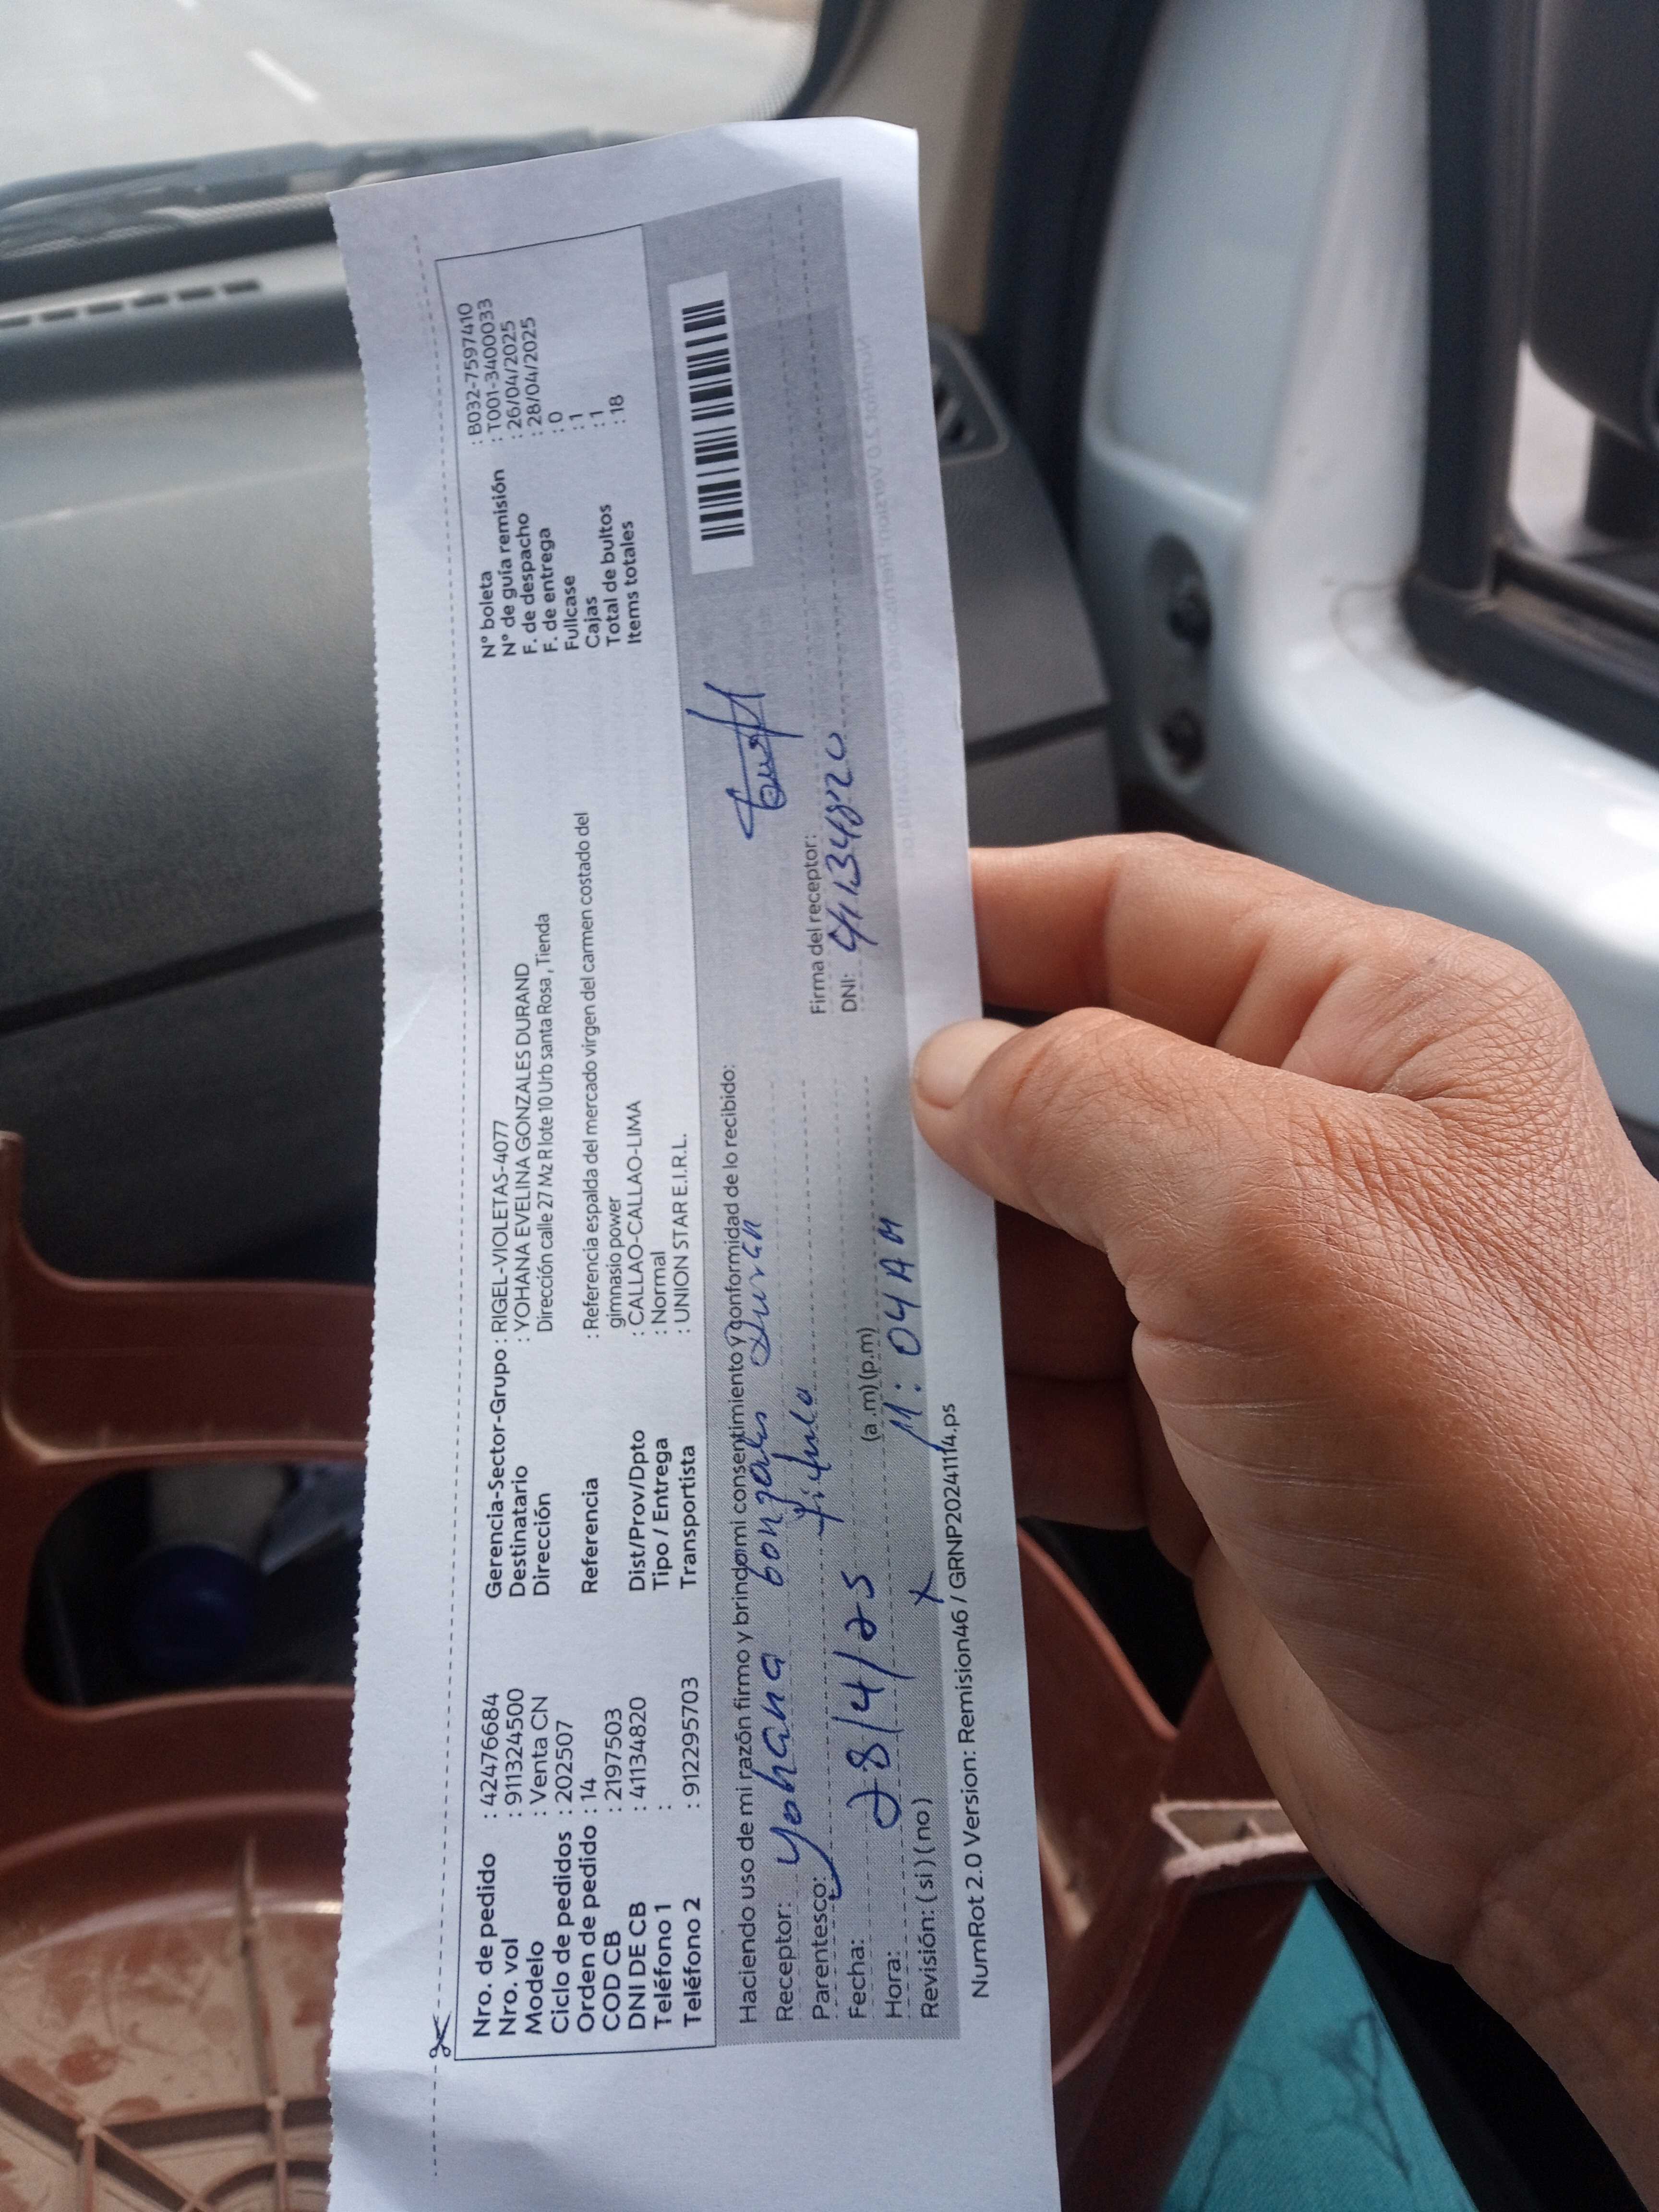 Nro. de pedido : 42476684
Nro. vol : 911324500
Modelo : Venta CN
Ciclo de pedidos : 202507
Orden de pedido : 14
COD CB : 2197503
DNI DE CB : 41134820
Teléfono 1 :
Teléfono 2 : 912295703
Gerencia-Sector-Grupo : RIGEL-VIOLETAS-4077
Destinatario : YOHANA EVELINA GONZALES DURAND
Dirección Dirección calle 27 Mz R lote 10 Urb santa Rosa , Tienda
Referencia : Referencia espalda del mercado virgen del carmen costado del
gimnasio power
Dist/Prov/Dpto : CALLAO-CALLAO-LIMA
Tipo / Entrega : Normal
Transportista : UNION STAR E.I.R.L.
N° boleta : B032-7597410
N° de guía remisión : T001-3400033
F. de despacho : 26/04/2025
F. de entrega : 28/04/2025
Fullcase : 0
Cajas : 1
Total de bultos : 1
Items totales : 18
Haciendo uso de mi razón firmo y brindo mi consentimiento y conformidad de lo recibido:
Receptor: Yohana Gonzales Duran
Parentesco: titula
Fecha: 28/4/25
Hora: (a.m)(p.m) 11:04 AM
Revisión: ( si ) ( no ) X
Firma del receptor:
DNI: 41134820
NumRot 2.0 Version: Remision46 / GRNP20241114.ps